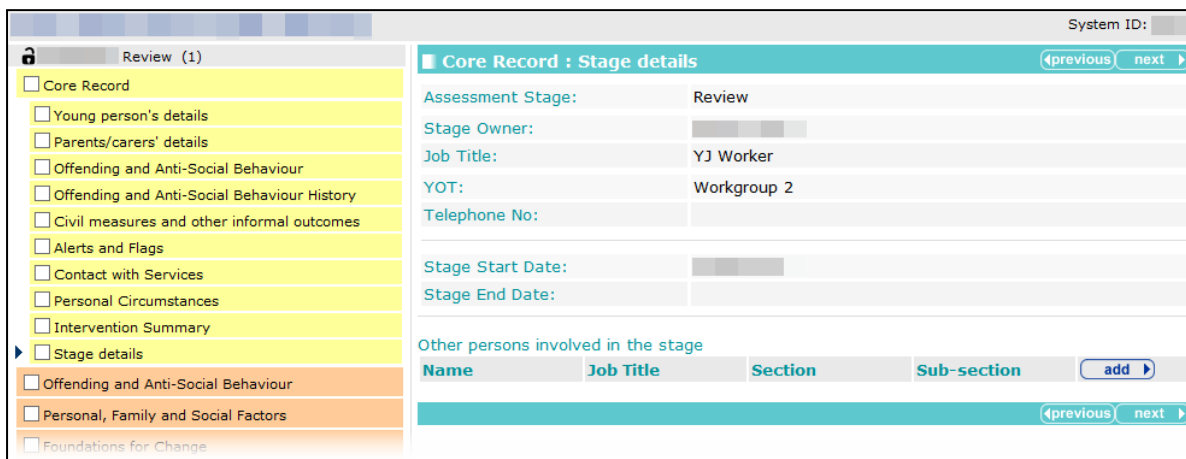 System ID:
Review (1)
Core Record
Young person's details
Parents/carers' details
Offending and Anti-Social Behaviour
Offending and Anti-Social Behaviour History
Civil measures and other informal outcomes
Alerts and Flags
Contact with Services
Personal Circumstances
Intervention Summary
Stage details
Offending and Anti-Social Behaviour
Personal, Family and Social Factors
Foundations for Change
Core Record : Stage details previous next
Assessment Stage: Review
Stage Owner:
Job Title: YJ Worker
YOT: Workgroup 2
Telephone No:
Stage Start Date:
Stage End Date:
Other persons involved in the stage
Name Job Title Section Sub-section add
previous next